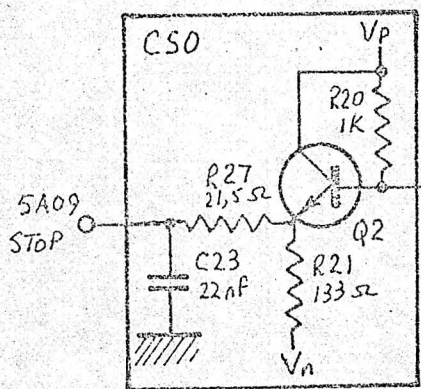 CSO
Vp
R20
1K
R27
21,5 Ω
5A09
STOP
Q2
C23
22nF
R21
133 Ω
Vn